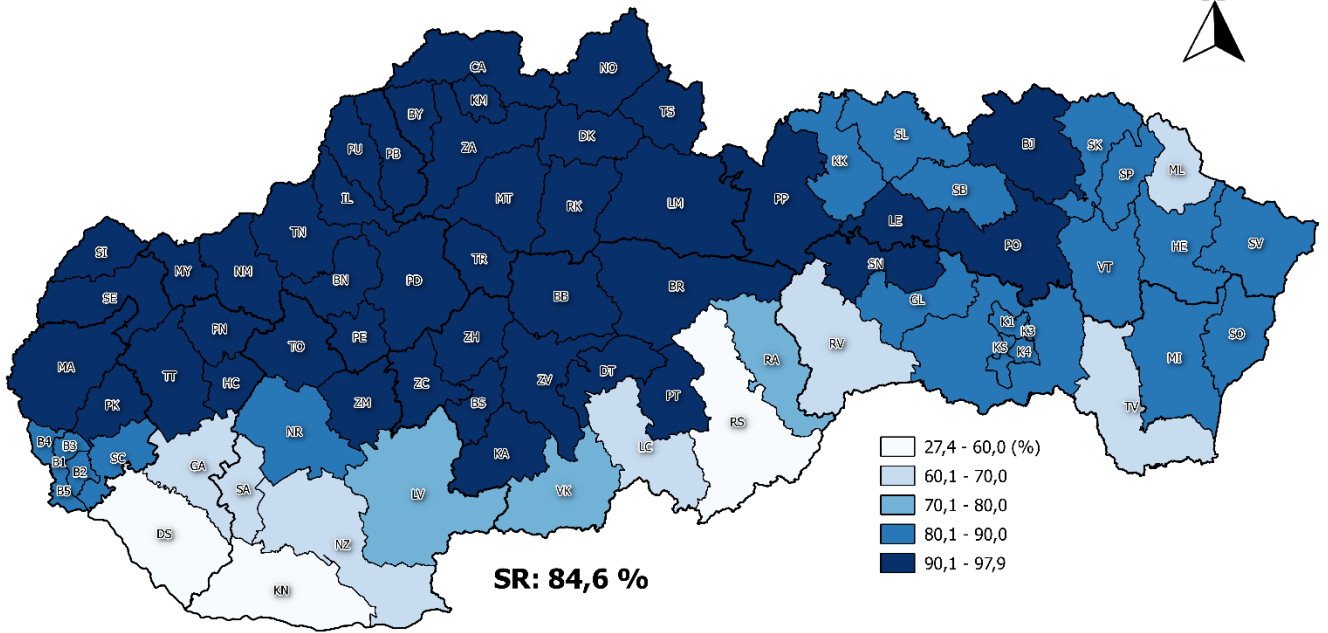 CA
NO
KM
BY
TS
PU
PB
ZA
DK
IL
MT
RK
LM
PP
KK
SL
SB
BJ
SK
SP
ML
LE
PO
VT
HE
SV
SI
MY
NM
TN
BN
PD
TR
BB
BR
SN
GL
SE
PN
TO
PE
ZH
MA
TT
HC
ZM
ZC
BS
ZV
DT
PT
RS
RA
RV
K1
K3
KS
K4
MI
SO
TV
PK
B4
B3
B1
B2
B5
SC
NR
GA
SA
LV
KA
VK
LC
DS
KN
NZ
27,4 - 60,0 (%)
60,1 - 70,0
70,1 - 80,0
80,1 - 90,0
90,1 - 97,9
SR: 84,6 %